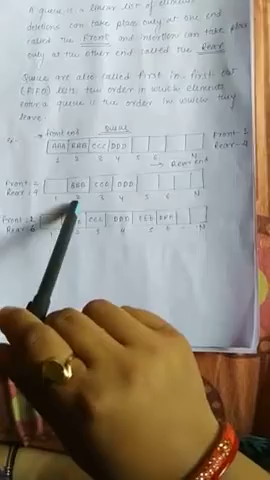 A queue is a linear list of elements
deletions can take place only at one end
called the Front and insertion can take place
only at the other end called the Rear
Queue are also called first in - first out
(FIFO) lists the order in which elements
enter a queue is the order in which they
leave.
front end Queue
AAA BBB CCC DDD Front - 1
1 2 3 4 5 6 N Rear - 4
Rear end
Front: 2 BBB CCC DDD
Rear: 4 1 2 3 4 5 6 N
CCC DDD EEE
Rear: 6 3 4 5 6 N